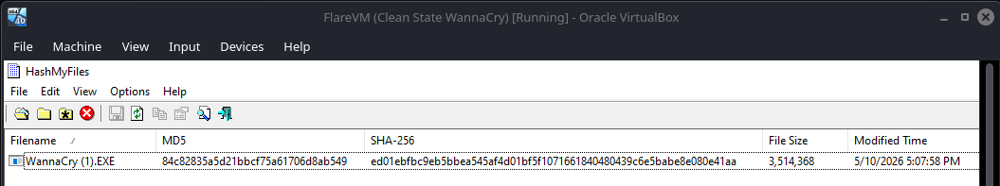 FlareVM (Clean State WannaCry) [Running] - Oracle VirtualBox
File Machine View Input Devices Help
HashMyFiles
File Edit View Options Help
Filename / MD5 SHA-256 File Size Modified Time
WannaCry (1).EXE 84c82835a5d21bbcf75a61706d8ab549 ed01ebfbc9eb5bbea545af4d01bf5f1071661840480439c6e5babe8e080e41aa 3,514,368 5/10/2026 5:07:58 PM